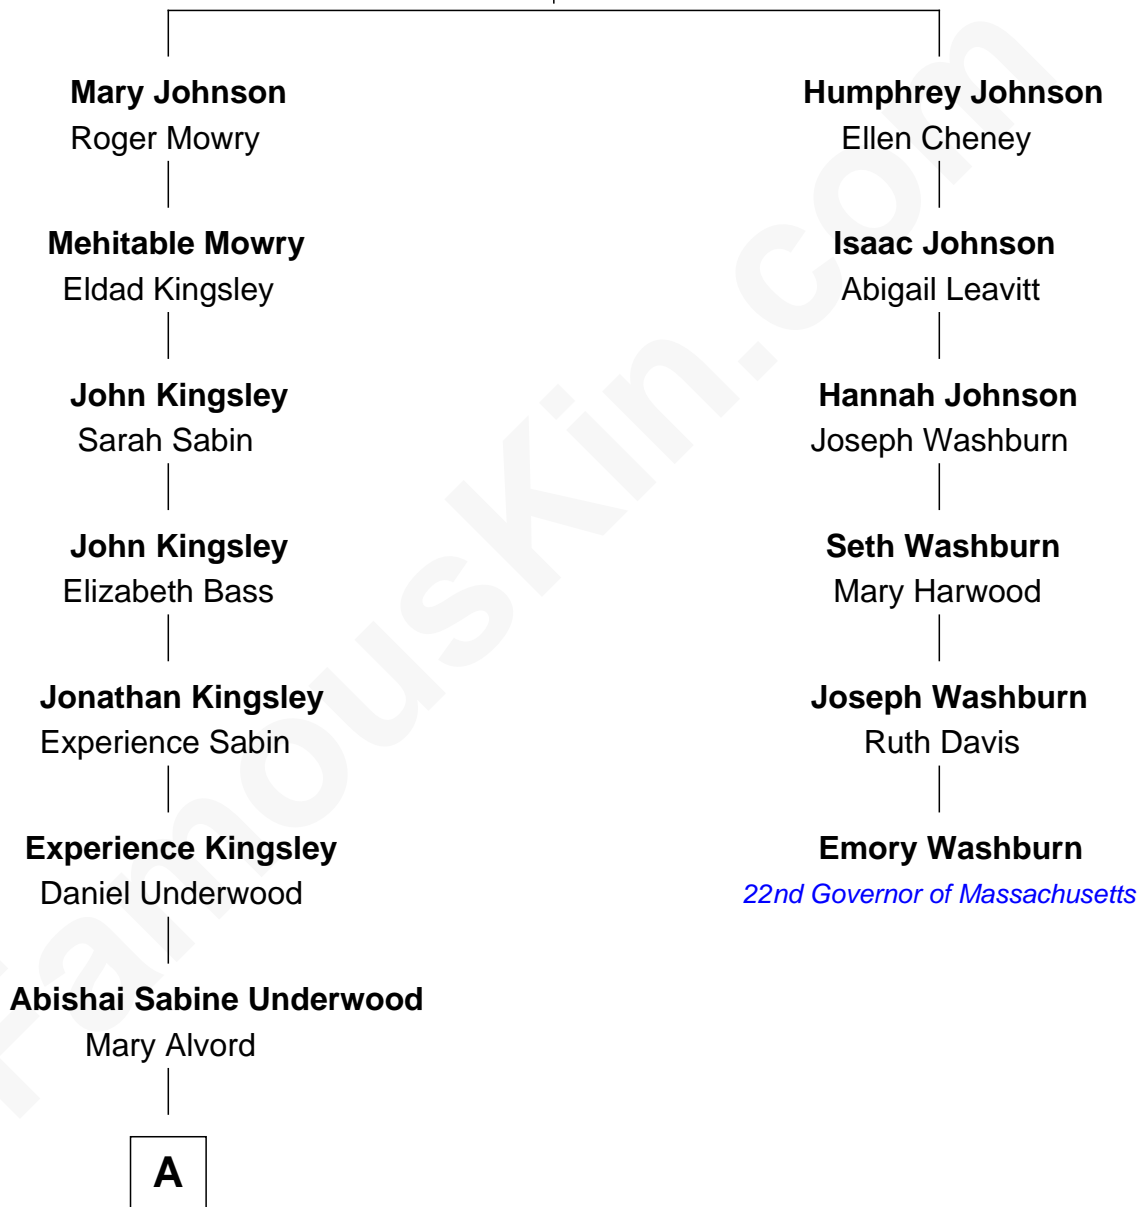 Mary Johnson
Roger Mowry
Mehitable Mowry
Eldad Kingsley
John Kingsley
Sarah Sabin
John Kingsley
Elizabeth Bass
Jonathan Kingsley
Experience Sabin
Experience Kingsley
Daniel Underwood
Abishai Sabine Underwood
Mary Alvord
A
Humphrey Johnson
Ellen Cheney
Isaac Johnson
Abigail Leavitt
Hannah Johnson
Joseph Washburn
Seth Washburn
Mary Harwood
Joseph Washburn
Ruth Davis
Emory Washburn
22nd Governor of Massachusetts
FamousKin.com